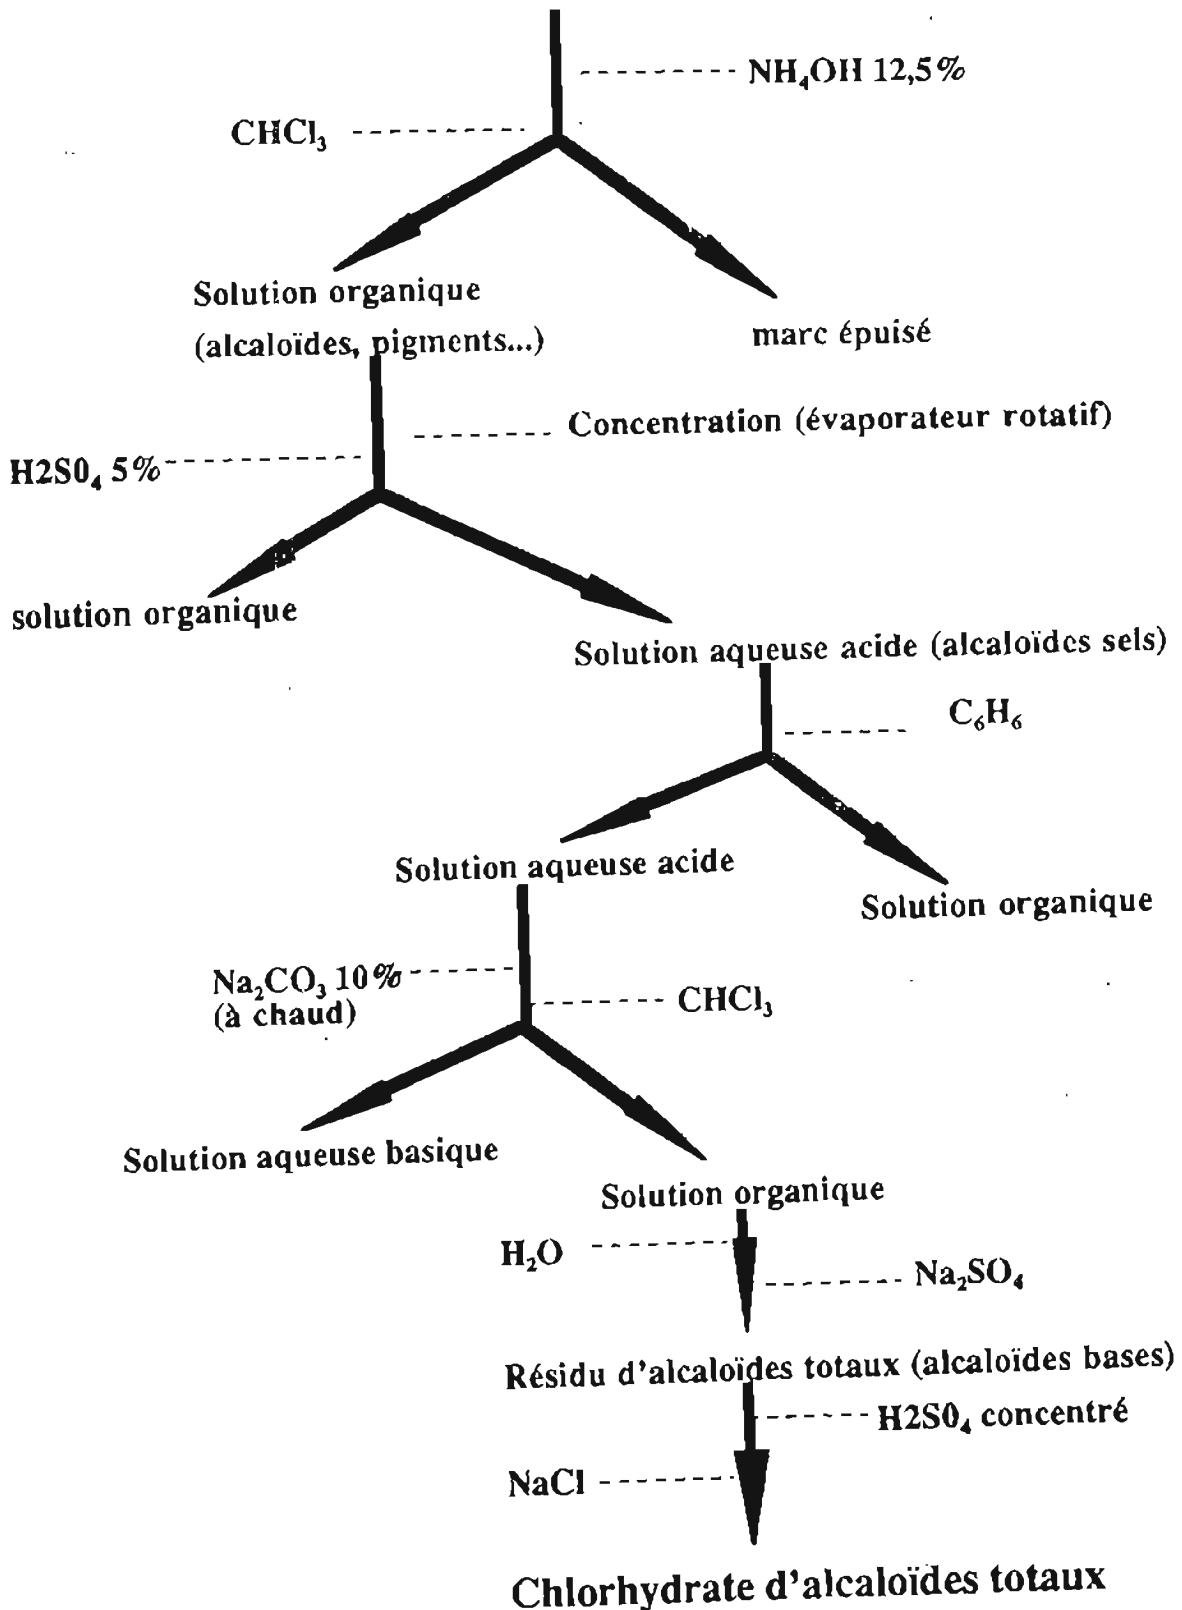 NH₄OH 12,5%
CHCl₃
Solution organique
(alcaloïdes, pigments...)
marc épuisé
Concentration (évaporateur rotatif)
H2S0₄ 5%
solution organique
Solution aqueuse acide (alcaloïdes sels)
C₆H₆
Solution aqueuse acide
Solution organique
Na₂CO₃ 10%
(à chaud)
CHCl₃
Solution aqueuse basique
Solution organique
H₂O
Na₂SO₄
Résidu d'alcaloïdes totaux (alcaloïdes bases)
H2S0₄ concentré
NaCl
Chlorhydrate d'alcaloïdes totaux